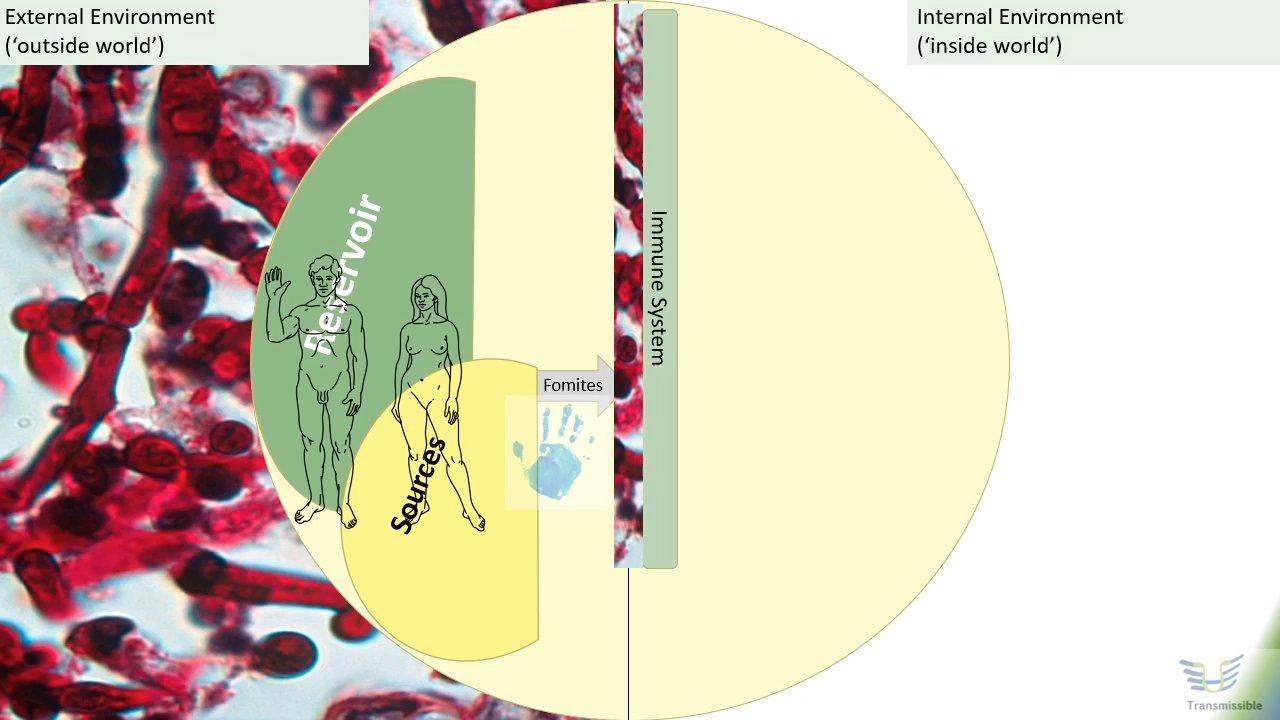 External Environment
(‘outside world’)
Internal Environment
(‘inside world’)
Reservoir
Immune System
Fomites
Sources
Transmissible